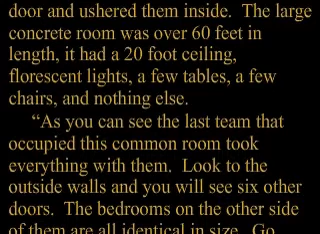 door and ushered them inside.  The large
concrete room was over 60 feet in
length, it had a 20 foot ceiling,
florescent lights, a few tables, a few
chairs, and nothing else.
“As you can see the last team that
occupied this common room took
everything with them.  Look to the
outside walls and you will see six other
doors.  The bedrooms on the other side
of them are all identical in size.  Go